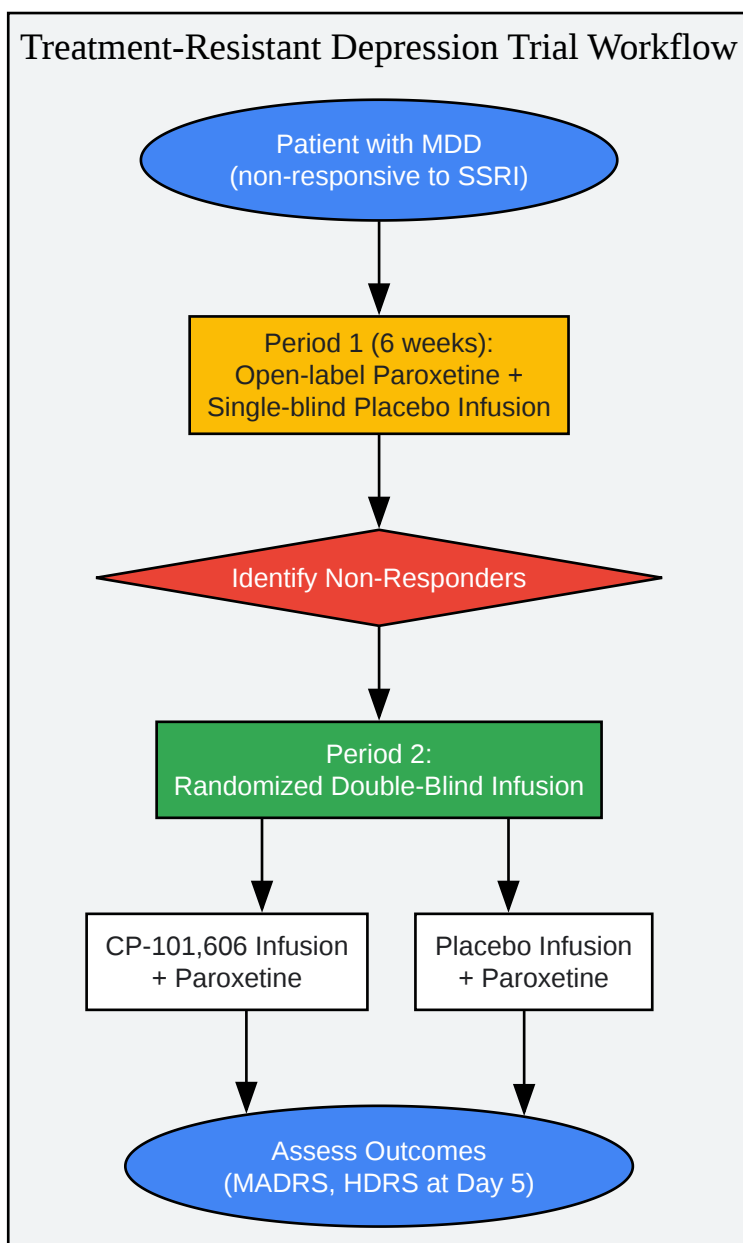 Treatment-Resistant Depression Trial Workflow
Patient with MDD
(non-responsive to SSRI)
Period 1 (6 weeks):
Open-label Paroxetine +
Single-blind Placebo Infusion
Identify Non-Responders
Period 2:
Randomized Double-Blind Infusion
CP-101,606 Infusion
+ Paroxetine
Placebo Infusion
+ Paroxetine
Assess Outcomes
(MADRS, HDRS at Day 5)